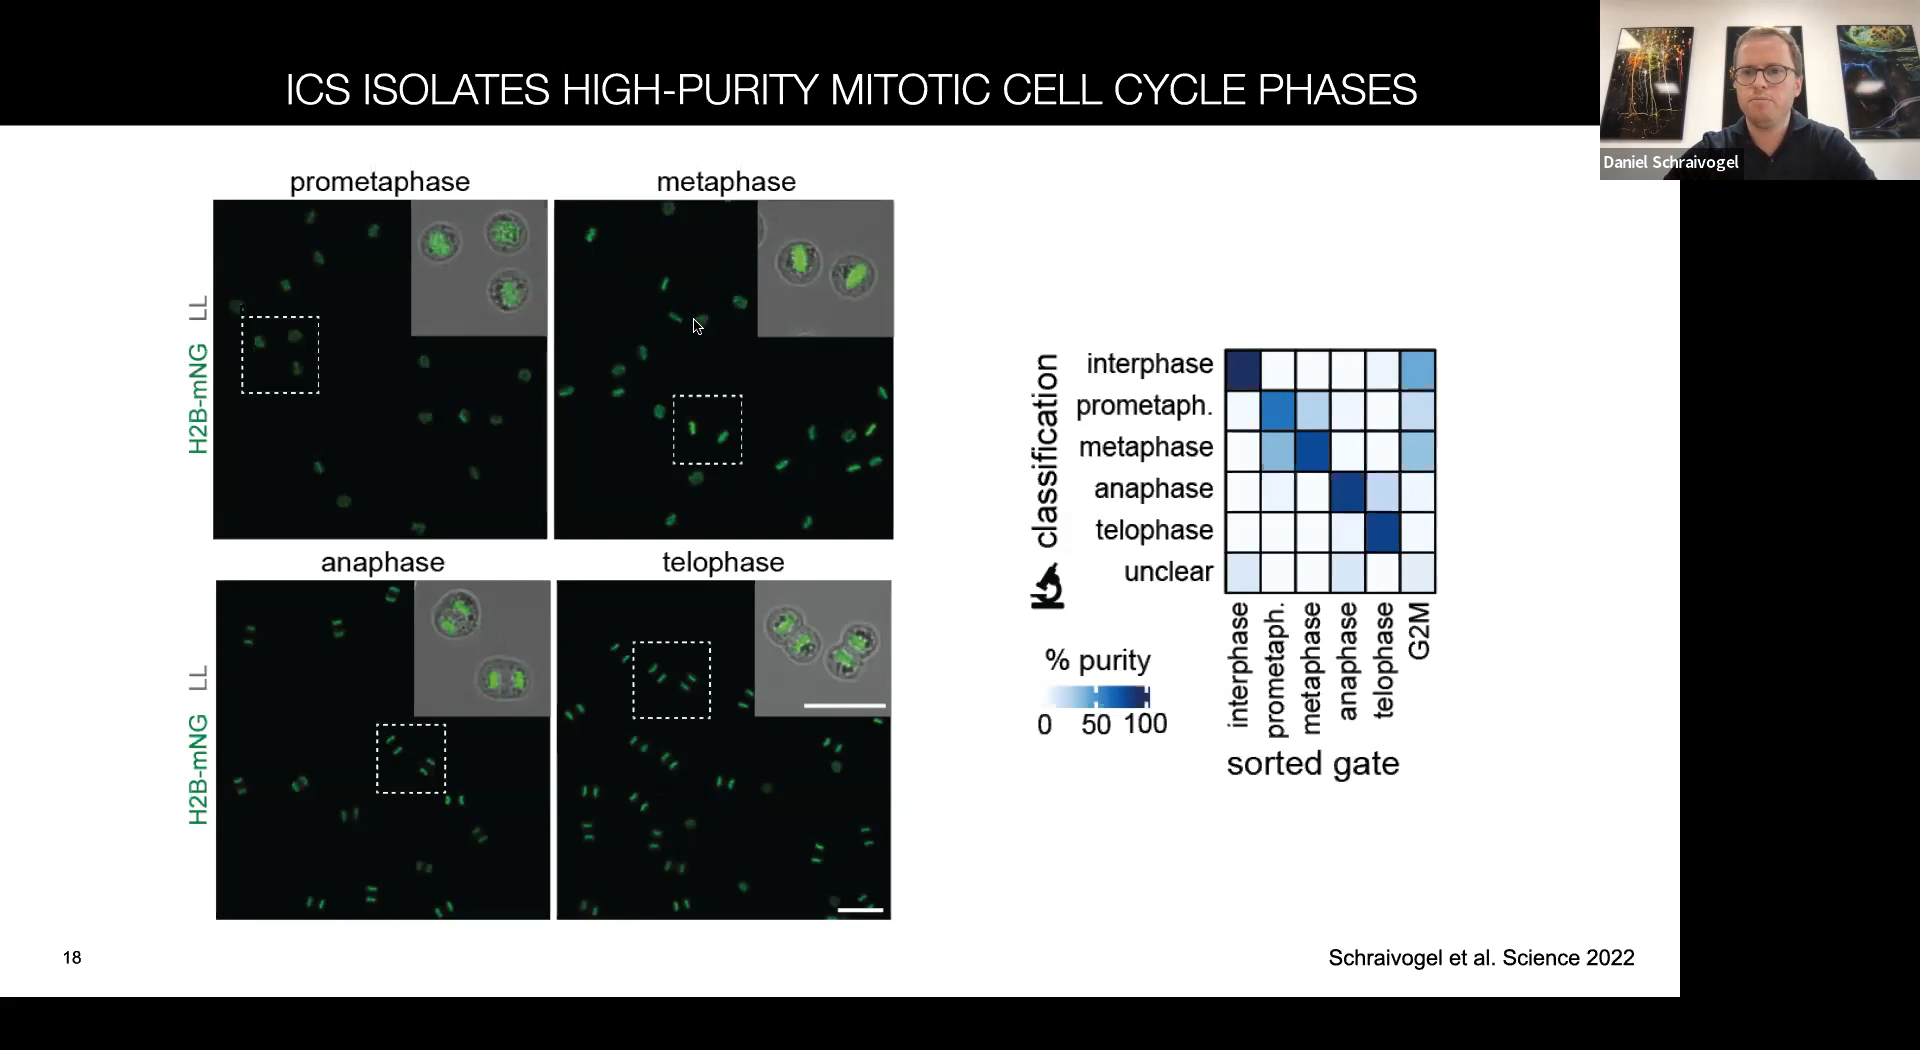 ICS ISOLATES HIGH-PURITY MITOTIC CELL CYCLE PHASES
Daniel Schraivogel
prometaphase
metaphase
H2B-mNG LL
anaphase
telophase
H2B-mNG LL
classification
interphase
prometaph.
metaphase
anaphase
telophase
unclear
interphase
prometaph.
metaphase
anaphase
telophase
G2M
sorted gate
% purity
0 50 100
18
Schraivogel et al. Science 2022